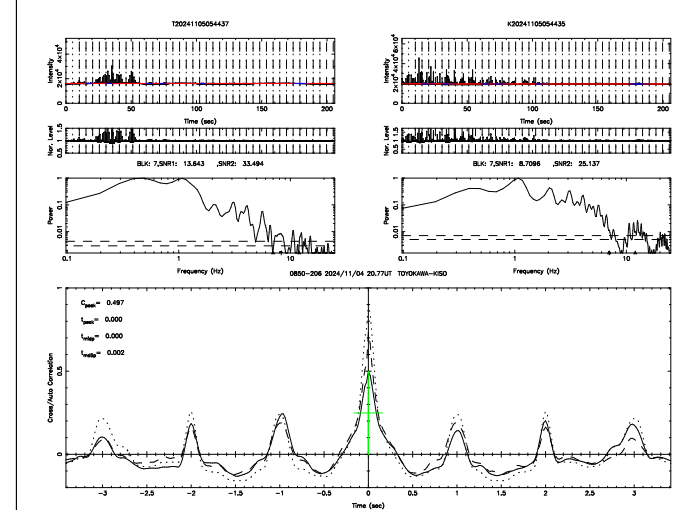 T20241105054437
K20241105054435
Intensity
0 2×10⁴ 4×10⁴
0 50 100 150 200
Time (sec)
Intensity
0 2×10⁴ 4×10⁴ 6×10⁴
0 50 100 150 200
Time (sec)
Nor. Level
0.5 1 1.5
Nor. Level
0.5 1 1.5
BLK: 7,SNR1: 13.643 ,SNR2: 33.494
BLK: 7,SNR1: 8.7096 ,SNR2: 25.137
Power
0.01 0.1 1
0.1 1 10
Frequency (Hz)
Power
0.01 0.1 1
0.1 1 10
Frequency (Hz)
0850-206 2024/11/04 20.77UT TOYOKAWA-KISO
Cpeak= 0.497
tpeak= 0.000
tmidp= 0.000
Cross/Auto Correlation
0 0.5 1
-3 -2.5 -2 -1.5 -1 -0.5 0 0.5 1 1.5 2 2.5 3
Time (sec)